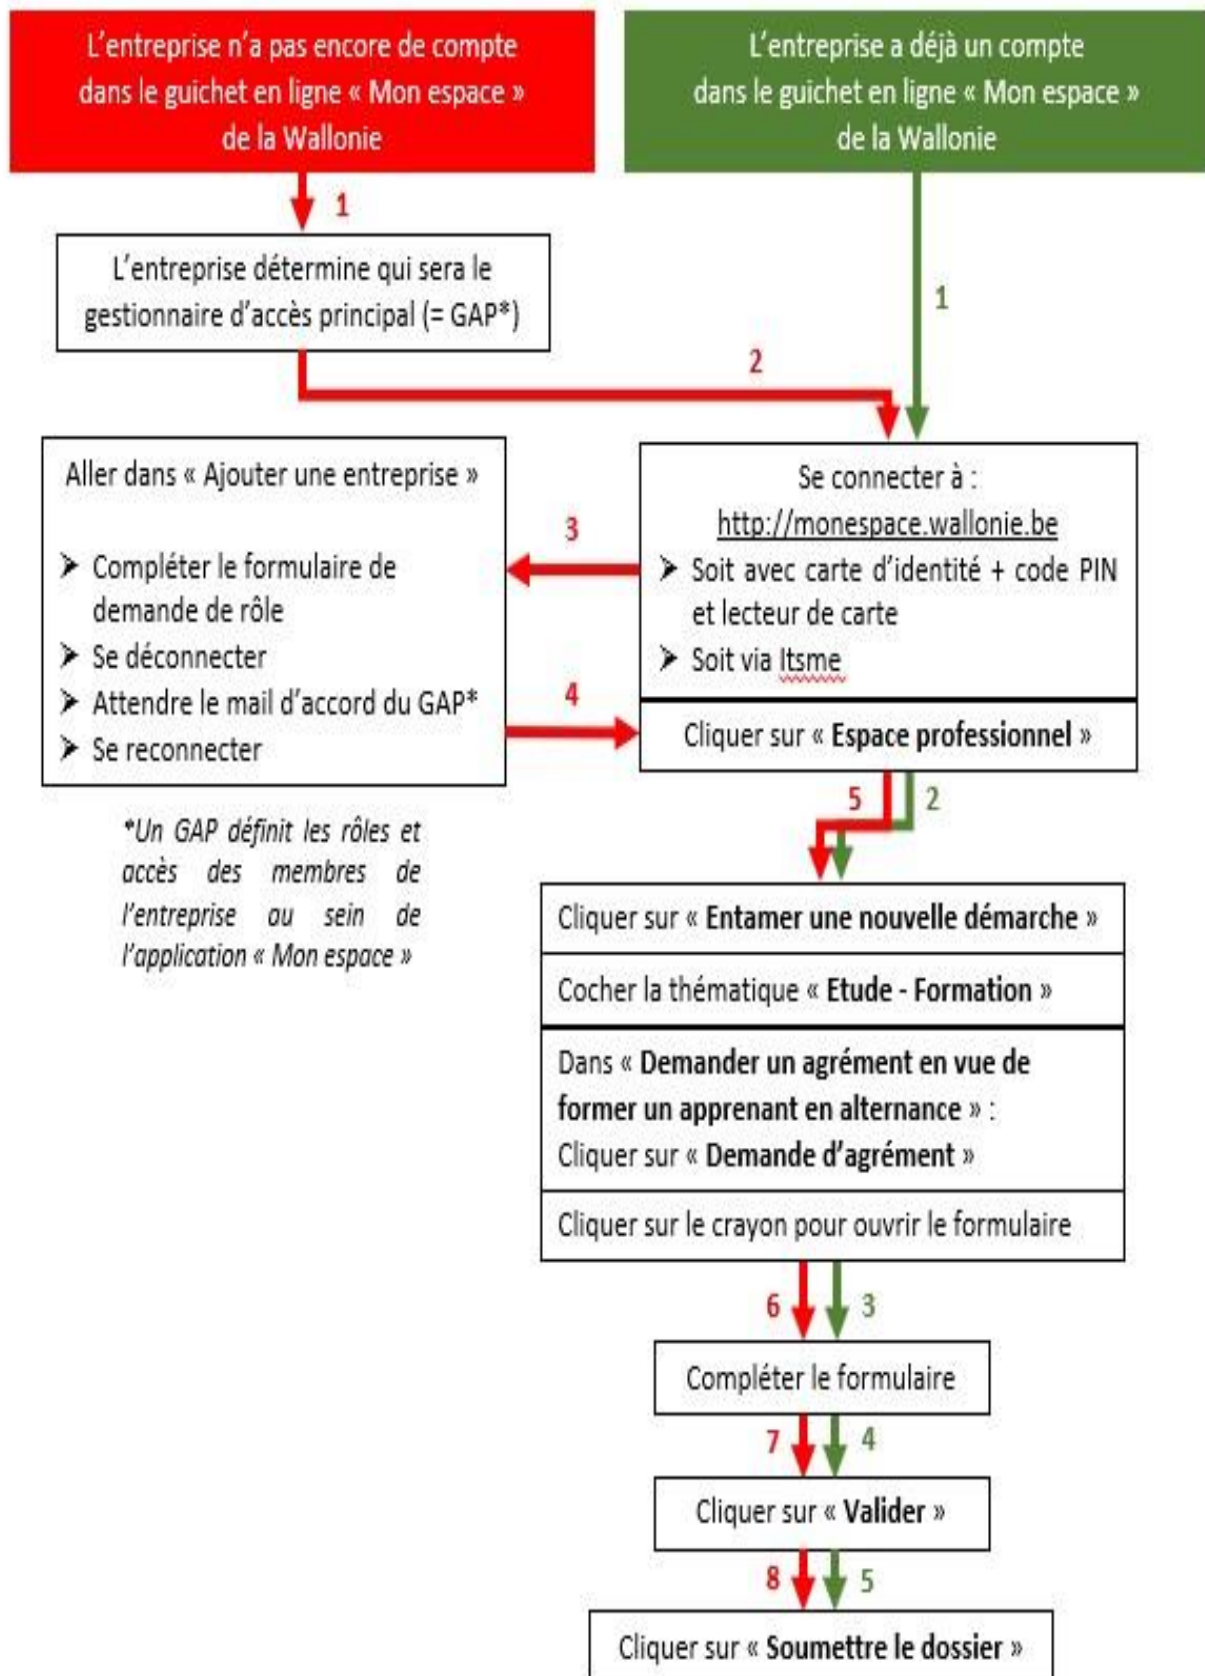 L'entreprise n'a pas encore de compte
dans le guichet en ligne « Mon espace »
de la Wallonie
L'entreprise a déjà un compte
dans le guichet en ligne « Mon espace »
de la Wallonie
1
1
L'entreprise détermine qui sera le
gestionnaire d'accès principal (= GAP*)
2
Aller dans « Ajouter une entreprise »
➤ Compléter le formulaire de
demande de rôle
➤ Se déconnecter
➤ Attendre le mail d'accord du GAP*
➤ Se reconnecter
3
4
Se connecter à :
http://monespace.wallonie.be
➤ Soit avec carte d'identité + code PIN
et lecteur de carte
➤ Soit via Itsme
Cliquer sur « Espace professionnel »
*Un GAP définit les rôles et
accès des membres de
l'entreprise au sein de
l'application « Mon espace »
5
2
Cliquer sur « Entamer une nouvelle démarche »
Cocher la thématique « Etude - Formation »
Dans « Demander un agrément en vue de
former un apprenant en alternance » :
Cliquer sur « Demande d'agrément »
Cliquer sur le crayon pour ouvrir le formulaire
6
3
Compléter le formulaire
7
4
Cliquer sur « Valider »
8
5
Cliquer sur « Soumettre le dossier »